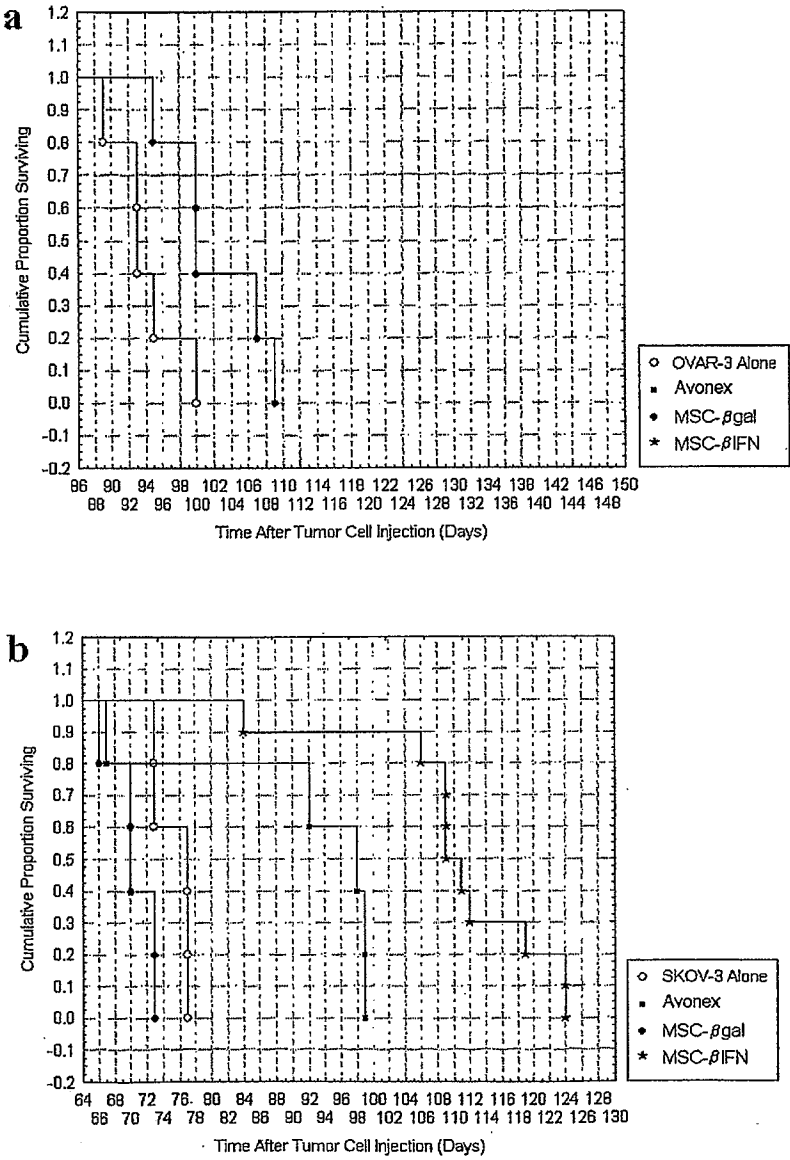 a
Cumulative Proportion Surviving
1.2
1.1
1.0
0.9
0.8
0.7
0.6
0.5
0.4
0.3
0.2
0.1
0.0
-0.1
-0.2
86 90 94 98 102 106 110 114 118 122 126 130 134 138 142 146 150
88 92 96 100 104 108 112 116 120 124 128 132 136 140 144 148
Time After Tumor Cell Injection (Days)
OVAR-3 Alone
Avonex
MSC-βgal
MSC-βIFN
b
Cumulative Proportion Surviving
1.2
1.1
1.0
0.9
0.8
0.7
0.6
0.5
0.4
0.3
0.2
0.1
0.0
-0.1
-0.2
64 68 72 76 80 84 88 92 96 100 104 108 112 116 120 124 128
66 70 74 78 82 86 90 94 98 102 106 110 114 118 122 126 130
Time After Tumor Cell Injection (Days)
SKOV-3 Alone
Avonex
MSC-βgal
MSC-βIFN